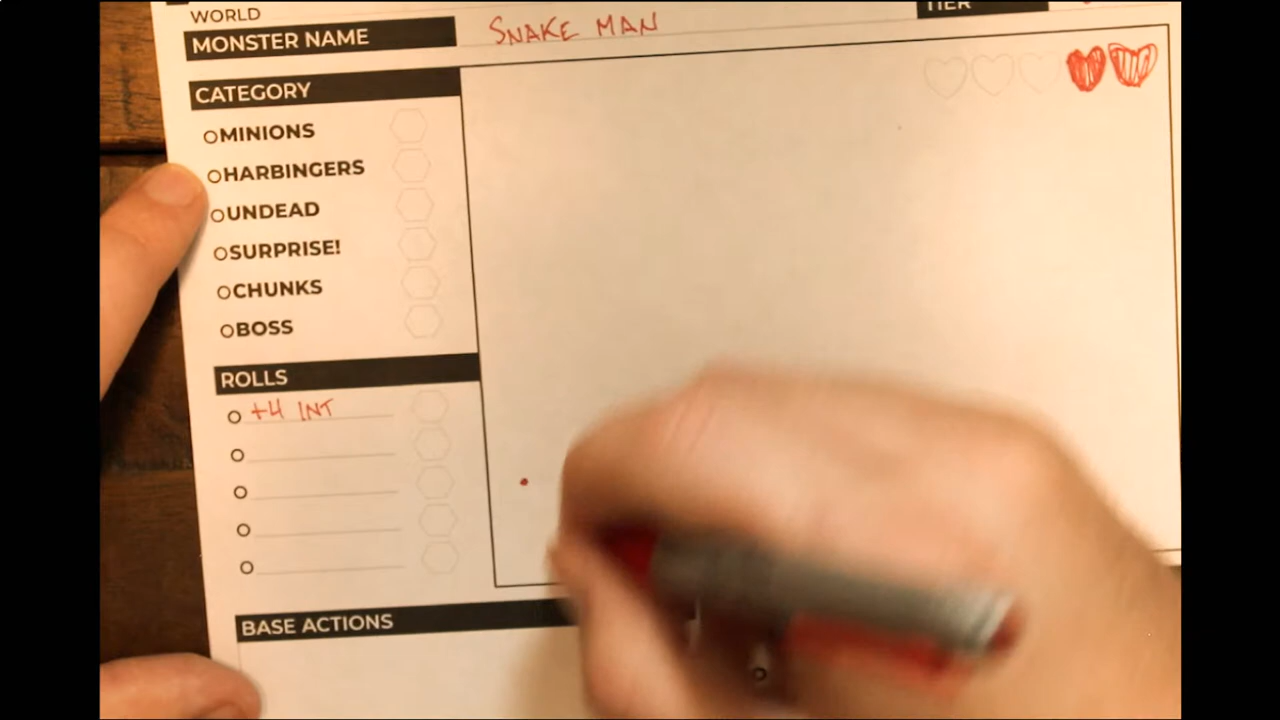 WORLD
MONSTER NAME SNAKE MAN TIER
CATEGORY
MINIONS
HARBINGERS
UNDEAD
SURPRISE!
CHUNKS
BOSS
ROLLS
+4 INT
BASE ACTIONS